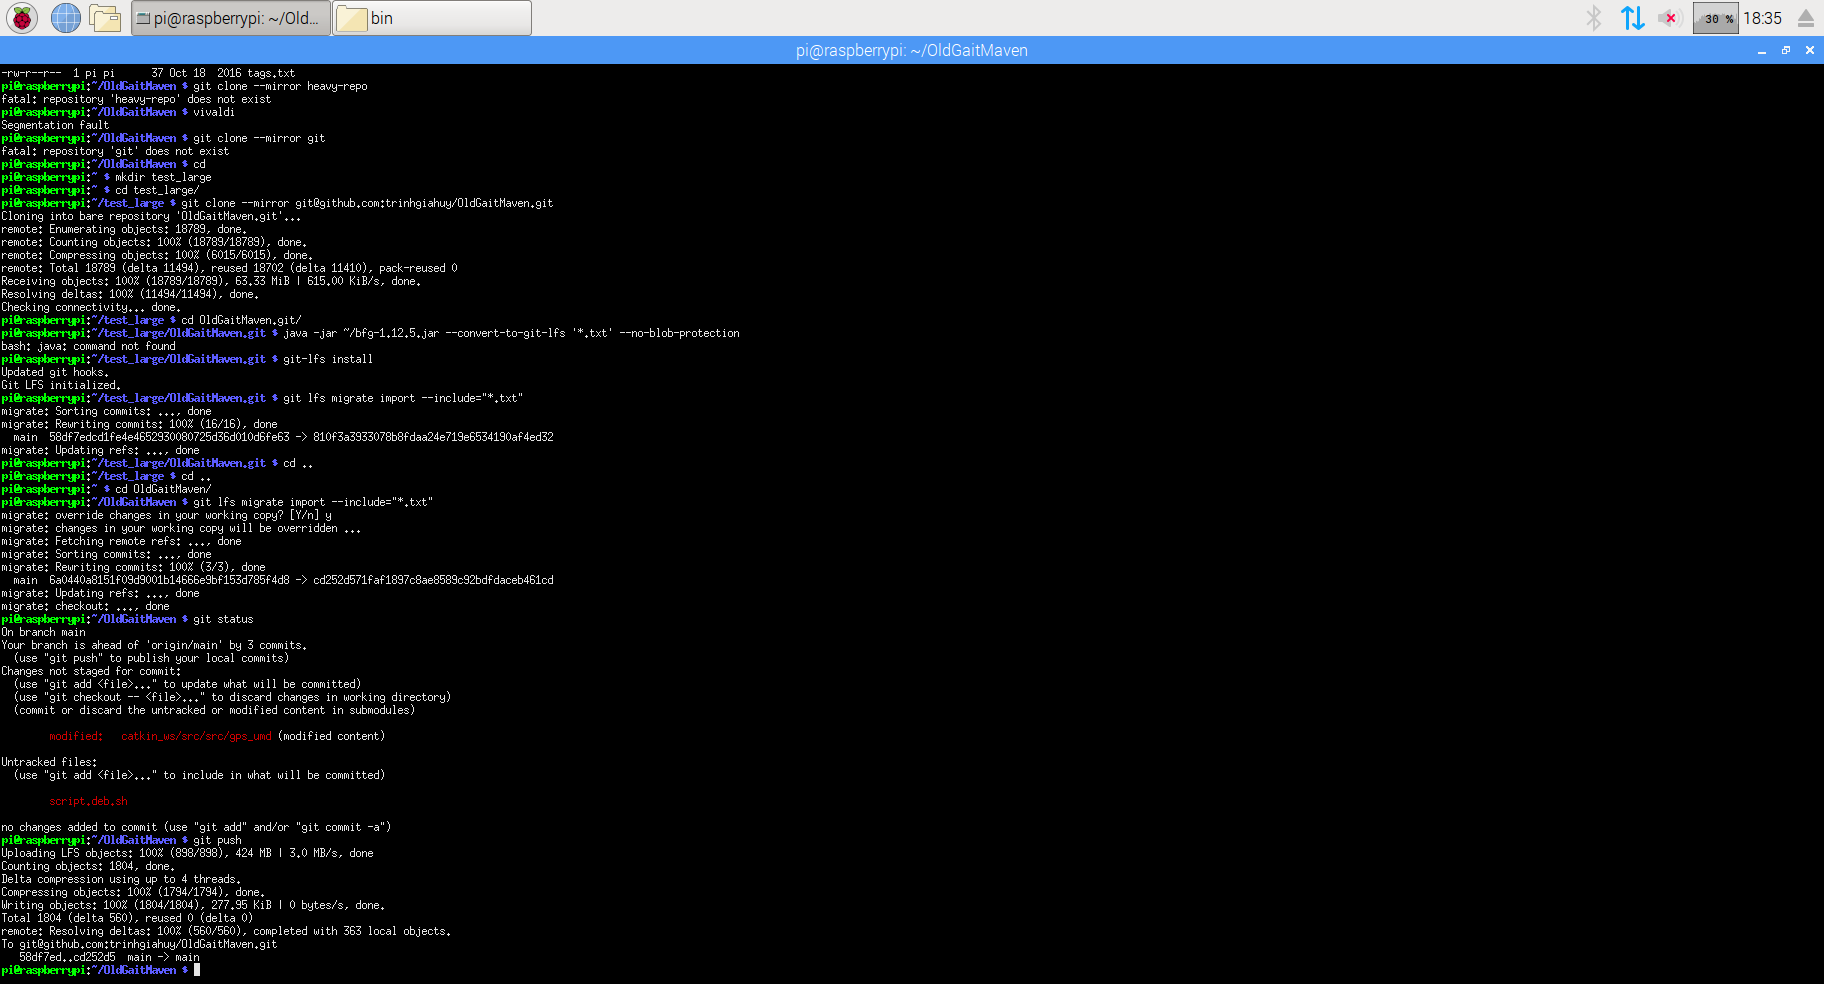 pi@raspberrypi: ~/Old...
bin
30 %
18:35
pi@raspberrypi: ~/OldGaitMaven
-rw-r--r-- 1 pi pi 37 Oct 18 2016 tags.txt
pi@raspberrypi:~/OldGaitMaven $ git clone --mirror heavy-repo
fatal: repository 'heavy-repo' does not exist
pi@raspberrypi:~/OldGaitMaven $ vivaldi
Segmentation fault
pi@raspberrypi:~/OldGaitMaven $ git clone --mirror git
fatal: repository 'git' does not exist
pi@raspberrypi:~/OldGaitMaven $ cd
pi@raspberrypi:~ $ mkdir test_large
pi@raspberrypi:~ $ cd test_large/
pi@raspberrypi:~/test_large $ git clone --mirror git@github.com:trinhgiahuy/OldGaitMaven.git
Cloning into bare repository 'OldGaitMaven.git'...
remote: Enumerating objects: 18789, done.
remote: Counting objects: 100% (18789/18789), done.
remote: Compressing objects: 100% (6015/6015), done.
remote: Total 18789 (delta 11494), reused 18702 (delta 11410), pack-reused 0
Receiving objects: 100% (18789/18789), 63.33 MiB | 615.00 KiB/s, done.
Resolving deltas: 100% (11494/11494), done.
Checking connectivity... done.
pi@raspberrypi:~/test_large $ cd OldGaitMaven.git/
pi@raspberrypi:~/test_large/OldGaitMaven.git $ java -jar ~/bfg-1.12.5.jar --convert-to-git-lfs '*.txt' --no-blob-protection
bash: java: command not found
pi@raspberrypi:~/test_large/OldGaitMaven.git $ git-lfs install
Updated git hooks.
Git LFS initialized.
pi@raspberrypi:~/test_large/OldGaitMaven.git $ git lfs migrate import --include="*.txt"
migrate: Sorting commits: ..., done
migrate: Rewriting commits: 100% (16/16), done
main 58df7edcd1fe4e4652930080725d36d010d6fe63 -> 810f3a3933078b8fdaa24e719e6534190af4ed32
migrate: Updating refs: ..., done
pi@raspberrypi:~/test_large/OldGaitMaven.git $ cd ..
pi@raspberrypi:~/test_large $ cd ..
pi@raspberrypi:~ $ cd OldGaitMaven/
pi@raspberrypi:~/OldGaitMaven $ git lfs migrate import --include="*.txt"
migrate: override changes in your working copy? [Y/n] y
migrate: changes in your working copy will be overridden ...
migrate: Fetching remote refs: ..., done
migrate: Sorting commits: ..., done
migrate: Rewriting commits: 100% (3/3), done
main 6a0440a8151f09d9001b14666e9bf153d785f4d8 -> cd252d571faf1897c8ae8589c92bdfdaceb461cd
migrate: Updating refs: ..., done
migrate: checkout: ..., done
pi@raspberrypi:~/OldGaitMaven $ git status
On branch main
Your branch is ahead of 'origin/main' by 3 commits.
(use "git push" to publish your local commits)
Changes not staged for commit:
(use "git add <file>..." to update what will be committed)
(use "git checkout -- <file>..." to discard changes in working directory)
(commit or discard the untracked or modified content in submodules)
modified: catkin_ws/src/src/gps_umd (modified content)
Untracked files:
(use "git add <file>..." to include in what will be committed)
script.deb.sh
no changes added to commit (use "git add" and/or "git commit -a")
pi@raspberrypi:~/OldGaitMaven $ git push
Uploading LFS objects: 100% (898/898), 424 MB | 3.0 MB/s, done
Counting objects: 1804, done.
Delta compression using up to 4 threads.
Compressing objects: 100% (1794/1794), done.
Writing objects: 100% (1804/1804), 277.95 KiB | 0 bytes/s, done.
Total 1804 (delta 560), reused 0 (delta 0)
remote: Resolving deltas: 100% (560/560), completed with 363 local objects.
To git@github.com:trinhgiahuy/OldGaitMaven.git
58df7ed..cd252d5 main -> main
pi@raspberrypi:~/OldGaitMaven $